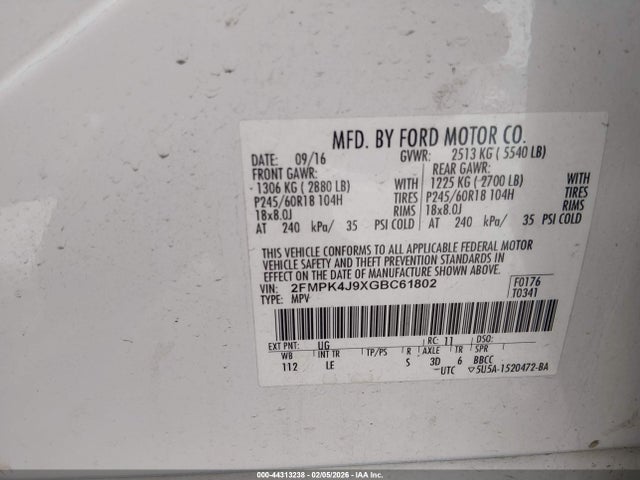 MFD. BY FORD MOTOR CO.
DATE: 09/16 GVWR: 2513 KG ( 5540 LB)
FRONT GAWR: REAR GAWR:
1306 KG ( 2880 LB) WITH 1225 KG ( 2700 LB) WITH
P245/60R18 104H TIRES P245/60R18 104H TIRES
18x8.0J RIMS 18x8.0J RIMS
AT 240 kPa/ 35 PSI COLD AT 240 kPa/ 35 PSI COLD
THIS VEHICLE CONFORMS TO ALL APPLICABLE FEDERAL MOTOR
VEHICLE SAFETY AND THEFT PREVENTION STANDARDS IN
EFFECT ON THE DATE OF MANUFACTURE SHOWN ABOVE.
VIN: 2FMPK4J9XGBC61802 F0176
TYPE: MPV T0341
EXT PNT: UG RC: 11 DSO:
WB INT TR TP/PS R AXLE TR SPR
112 LE S 3D 6 BBCC
UTC 5U5A-1520472-BA
000-44313238 - 02/05/2026 - IAA Inc.